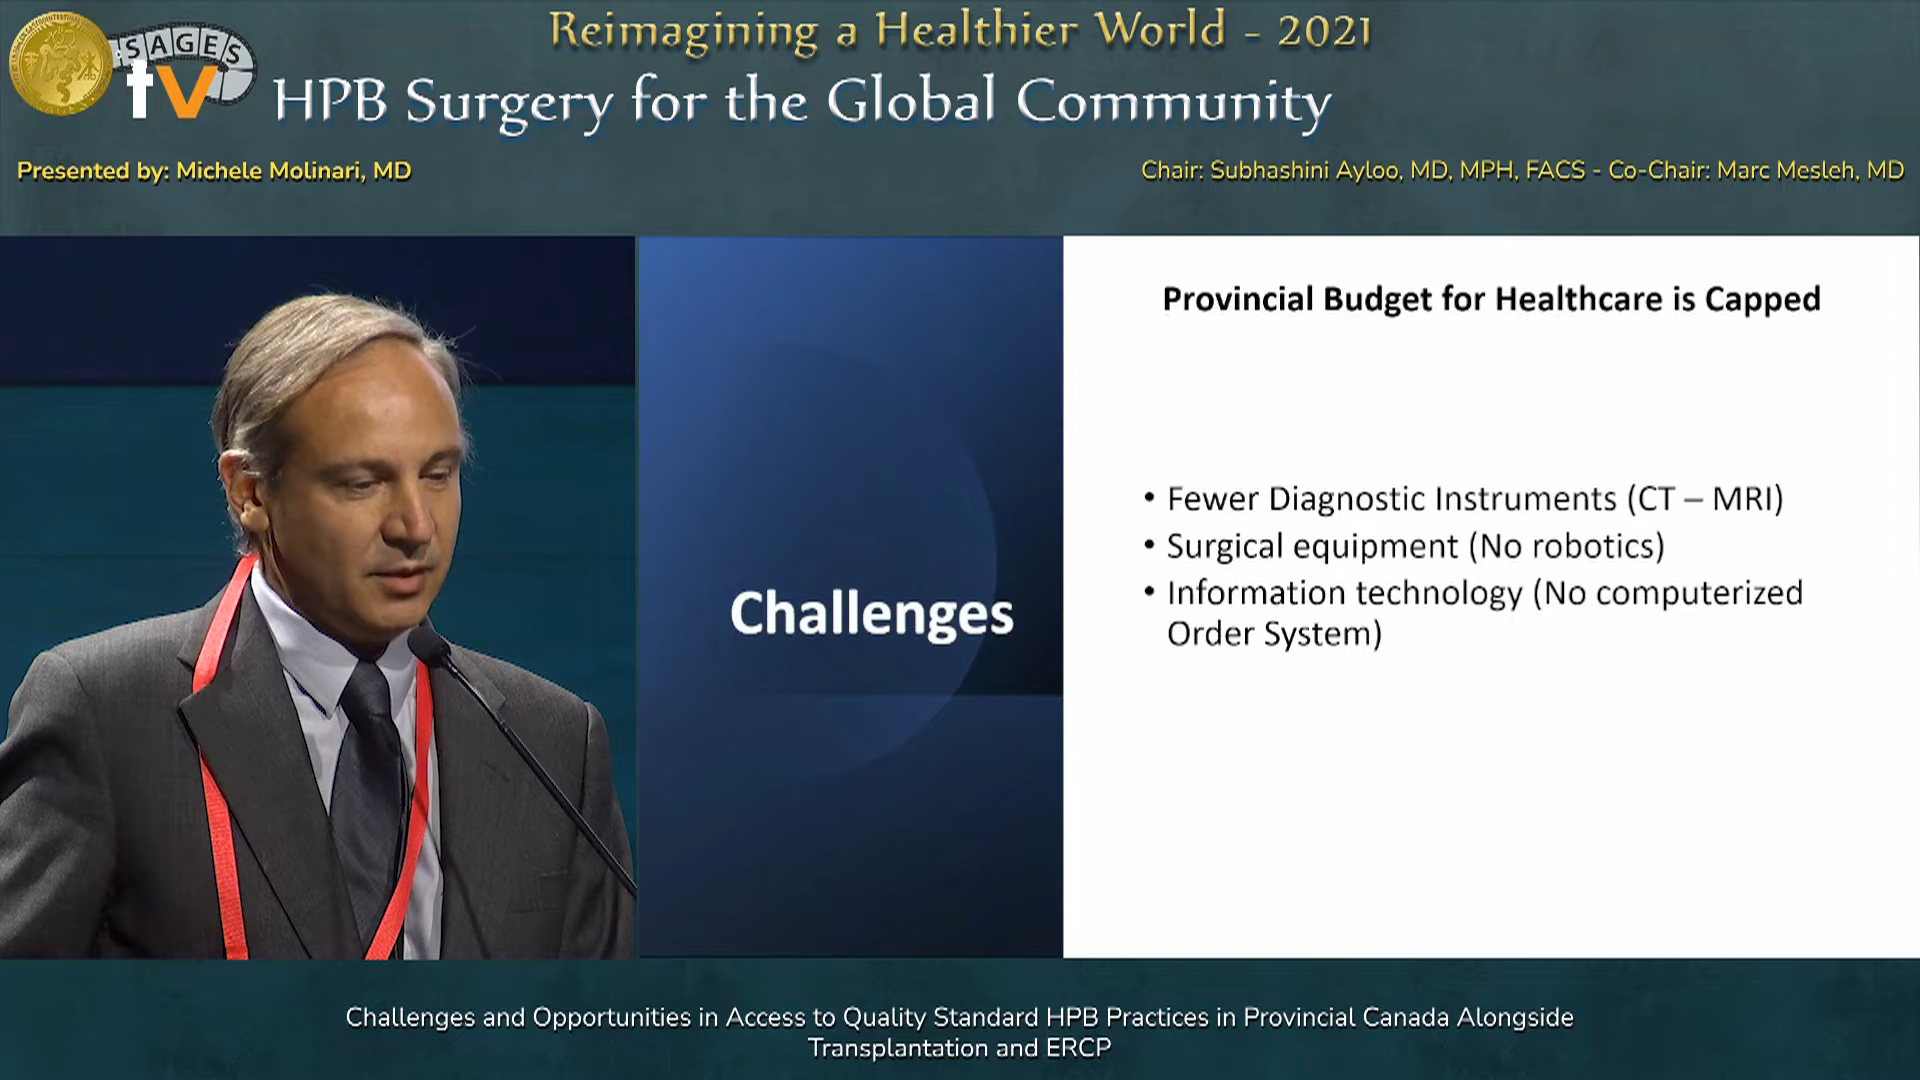 Reimagining a Healthier World - 2021
SAGES
tv
HPB Surgery for the Global Community
Presented by: Michele Molinari, MD
Chair: Subhashini Ayloo, MD, MPH, FACS - Co-Chair: Marc Mesleh, MD
Challenges
Provincial Budget for Healthcare is Capped
• Fewer Diagnostic Instruments (CT – MRI)
• Surgical equipment (No robotics)
• Information technology (No computerized
Order System)
Challenges and Opportunities in Access to Quality Standard HPB Practices in Provincial Canada Alongside
Transplantation and ERCP